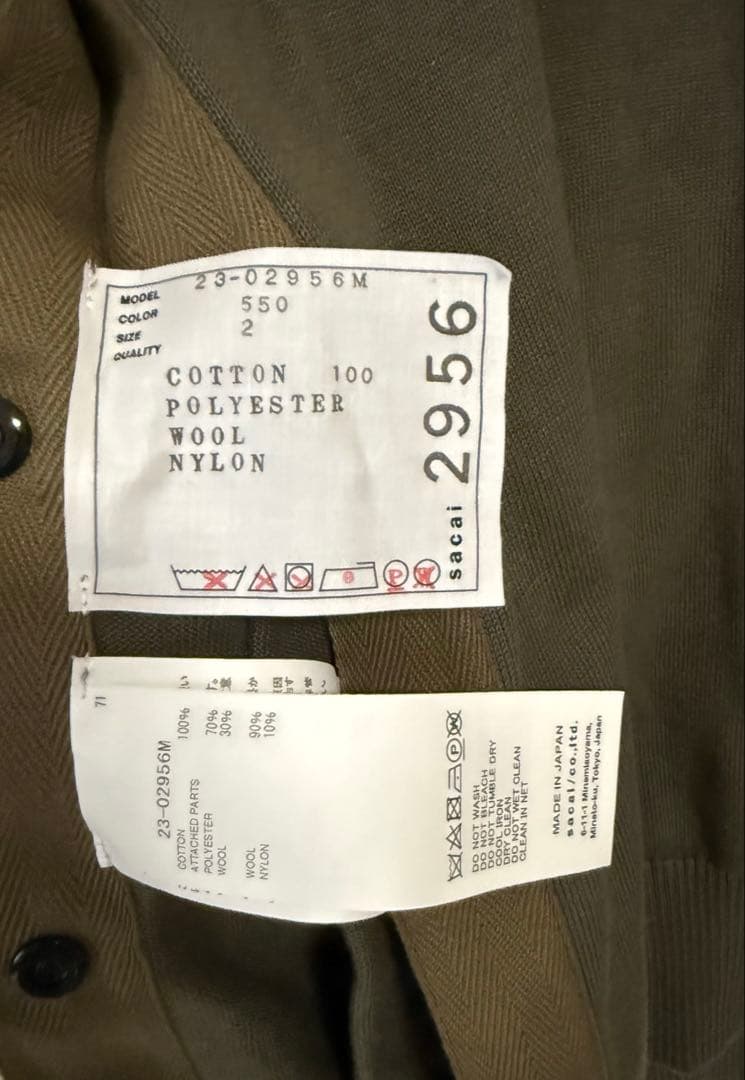 MODEL 23-02956M
COLOR 550
SIZE 2
QUALITY
COTTON 100
POLYESTER
WOOL
NYLON
P W
sacai 2956
71
23-02956M
COTTON 100%
ATTACHED PARTS
POLYESTER 70%
WOOL 30%
WOOL 90%
NYLON 10%
P W
DO NOT WASH
DO NOT BLEACH
DO NOT TUMBLE DRY
COOL IRON
DRY CLEAN
DO NOT WET CLEAN
CLEAN IN NET
MADE IN JAPAN
sacai/co.,ltd.
6-11-1 Minamiaoyama,
Minato-ku, Tokyo, Japan